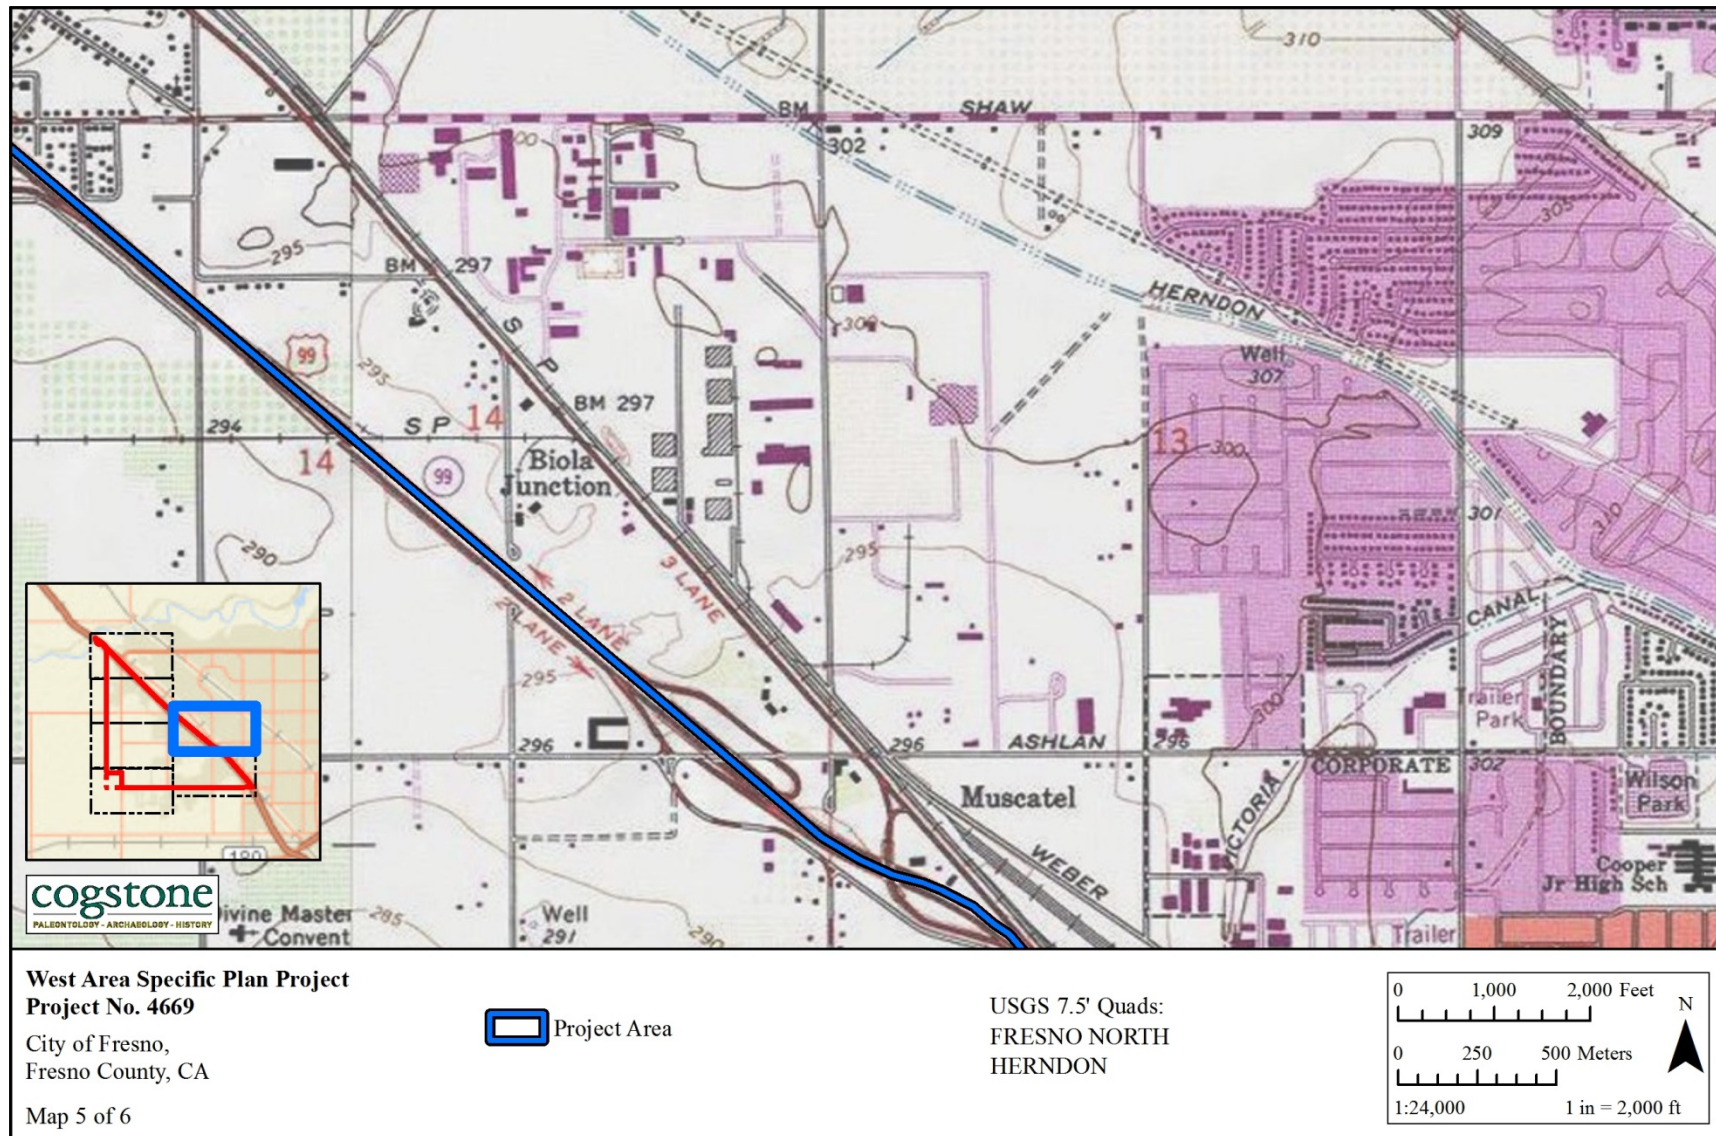 310
BM
SHAW
302
309
300
305
295
BM
297
S P
HERNDON
300
CANAL
99
Well
307
295
BM 297
294
S P
14
14
13
300
Biola
Junction
99
301
310
290
295
3 LANE
2 LANE
2 LANE
CANAL
295
BOUNDARY
Trailer
Park
300
296
296
ASHLAN
296
CORPORATE
302
Muscatel
VICTORIA
Wilson
Park
WEBER
Cooper
Jr High Sch
180
cogstone
PALEONTOLOGY - ARCHAEOLOGY - HISTORY
Divine Master
Convent
285
Well
291
290
Trailer
West Area Specific Plan Project
Project No. 4669
City of Fresno,
Fresno County, CA
Map 5 of 6
Project Area
USGS 7.5' Quads:
FRESNO NORTH
HERNDON
0 1,000 2,000 Feet
N
0 250 500 Meters
1:24,000 1 in = 2,000 ft